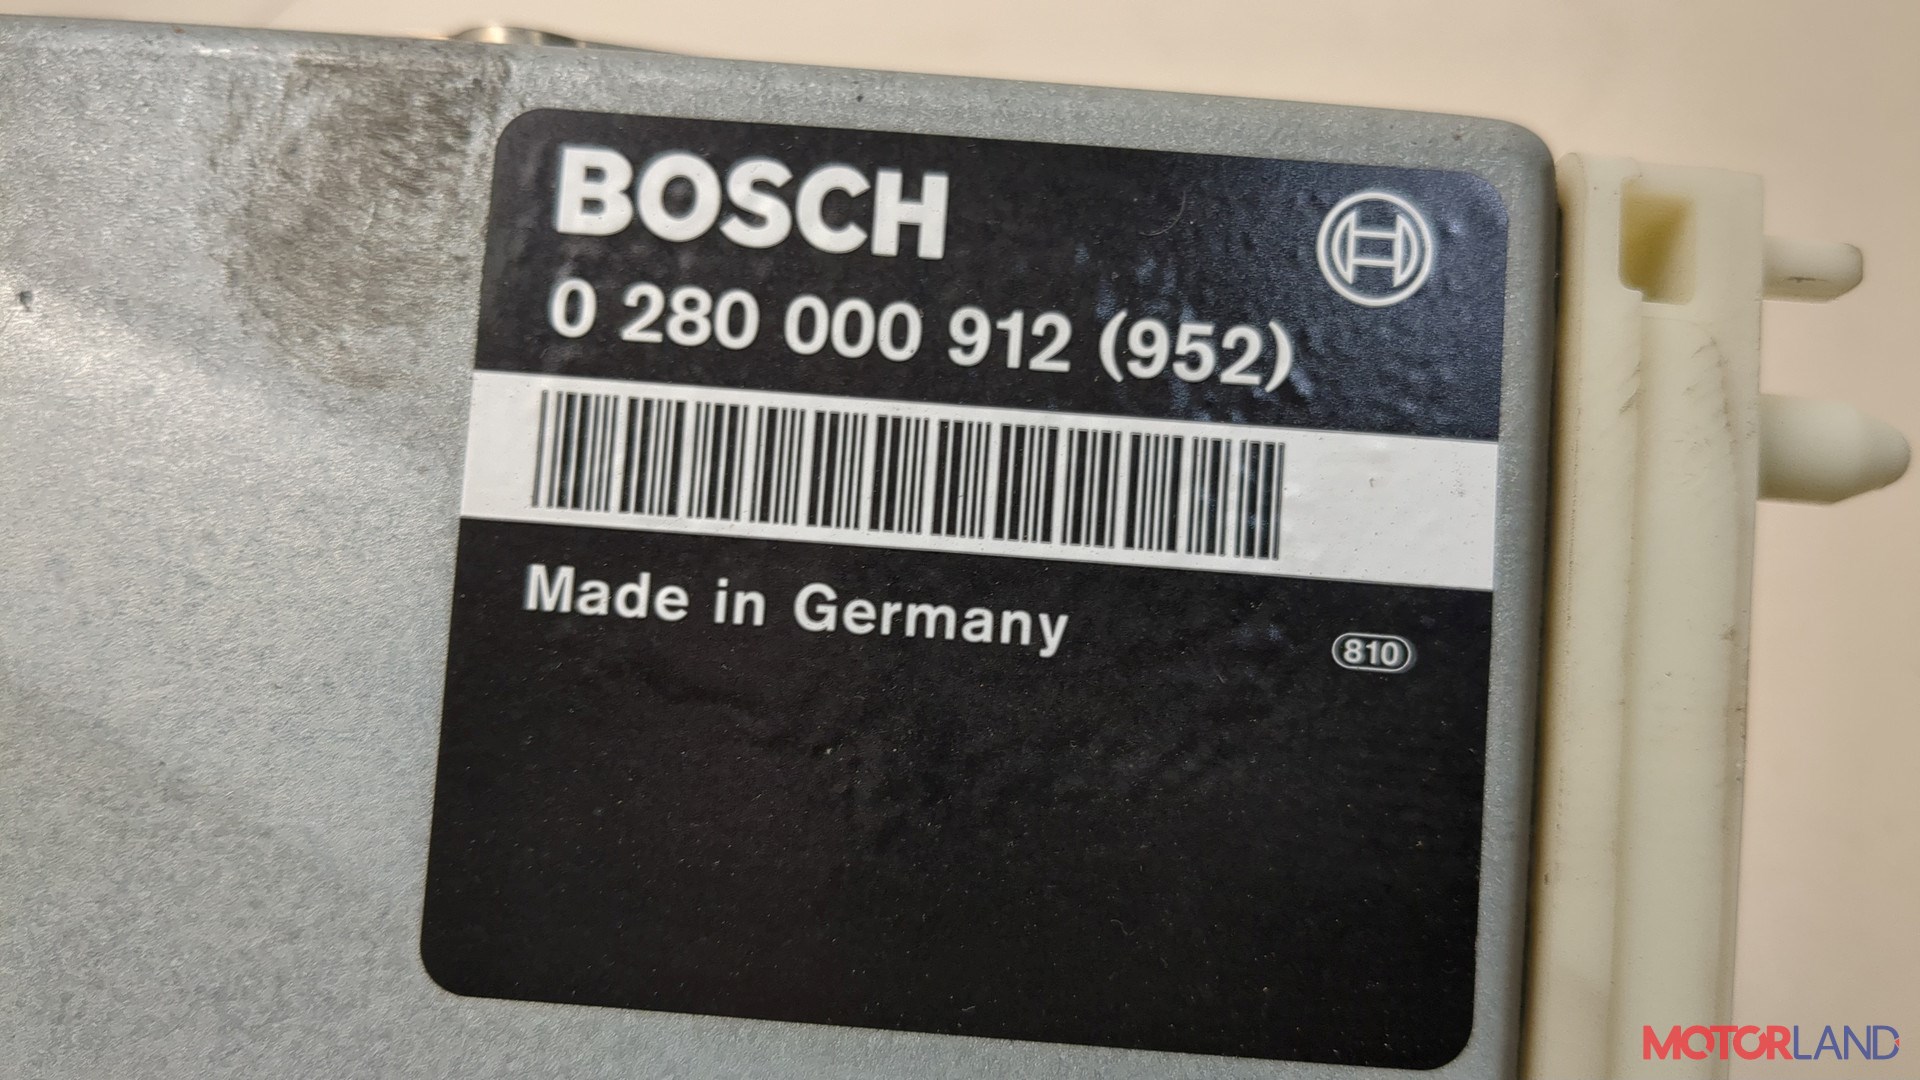 BOSCH
0 280 000 912 (952)
Made in Germany
810
MOTORLAND